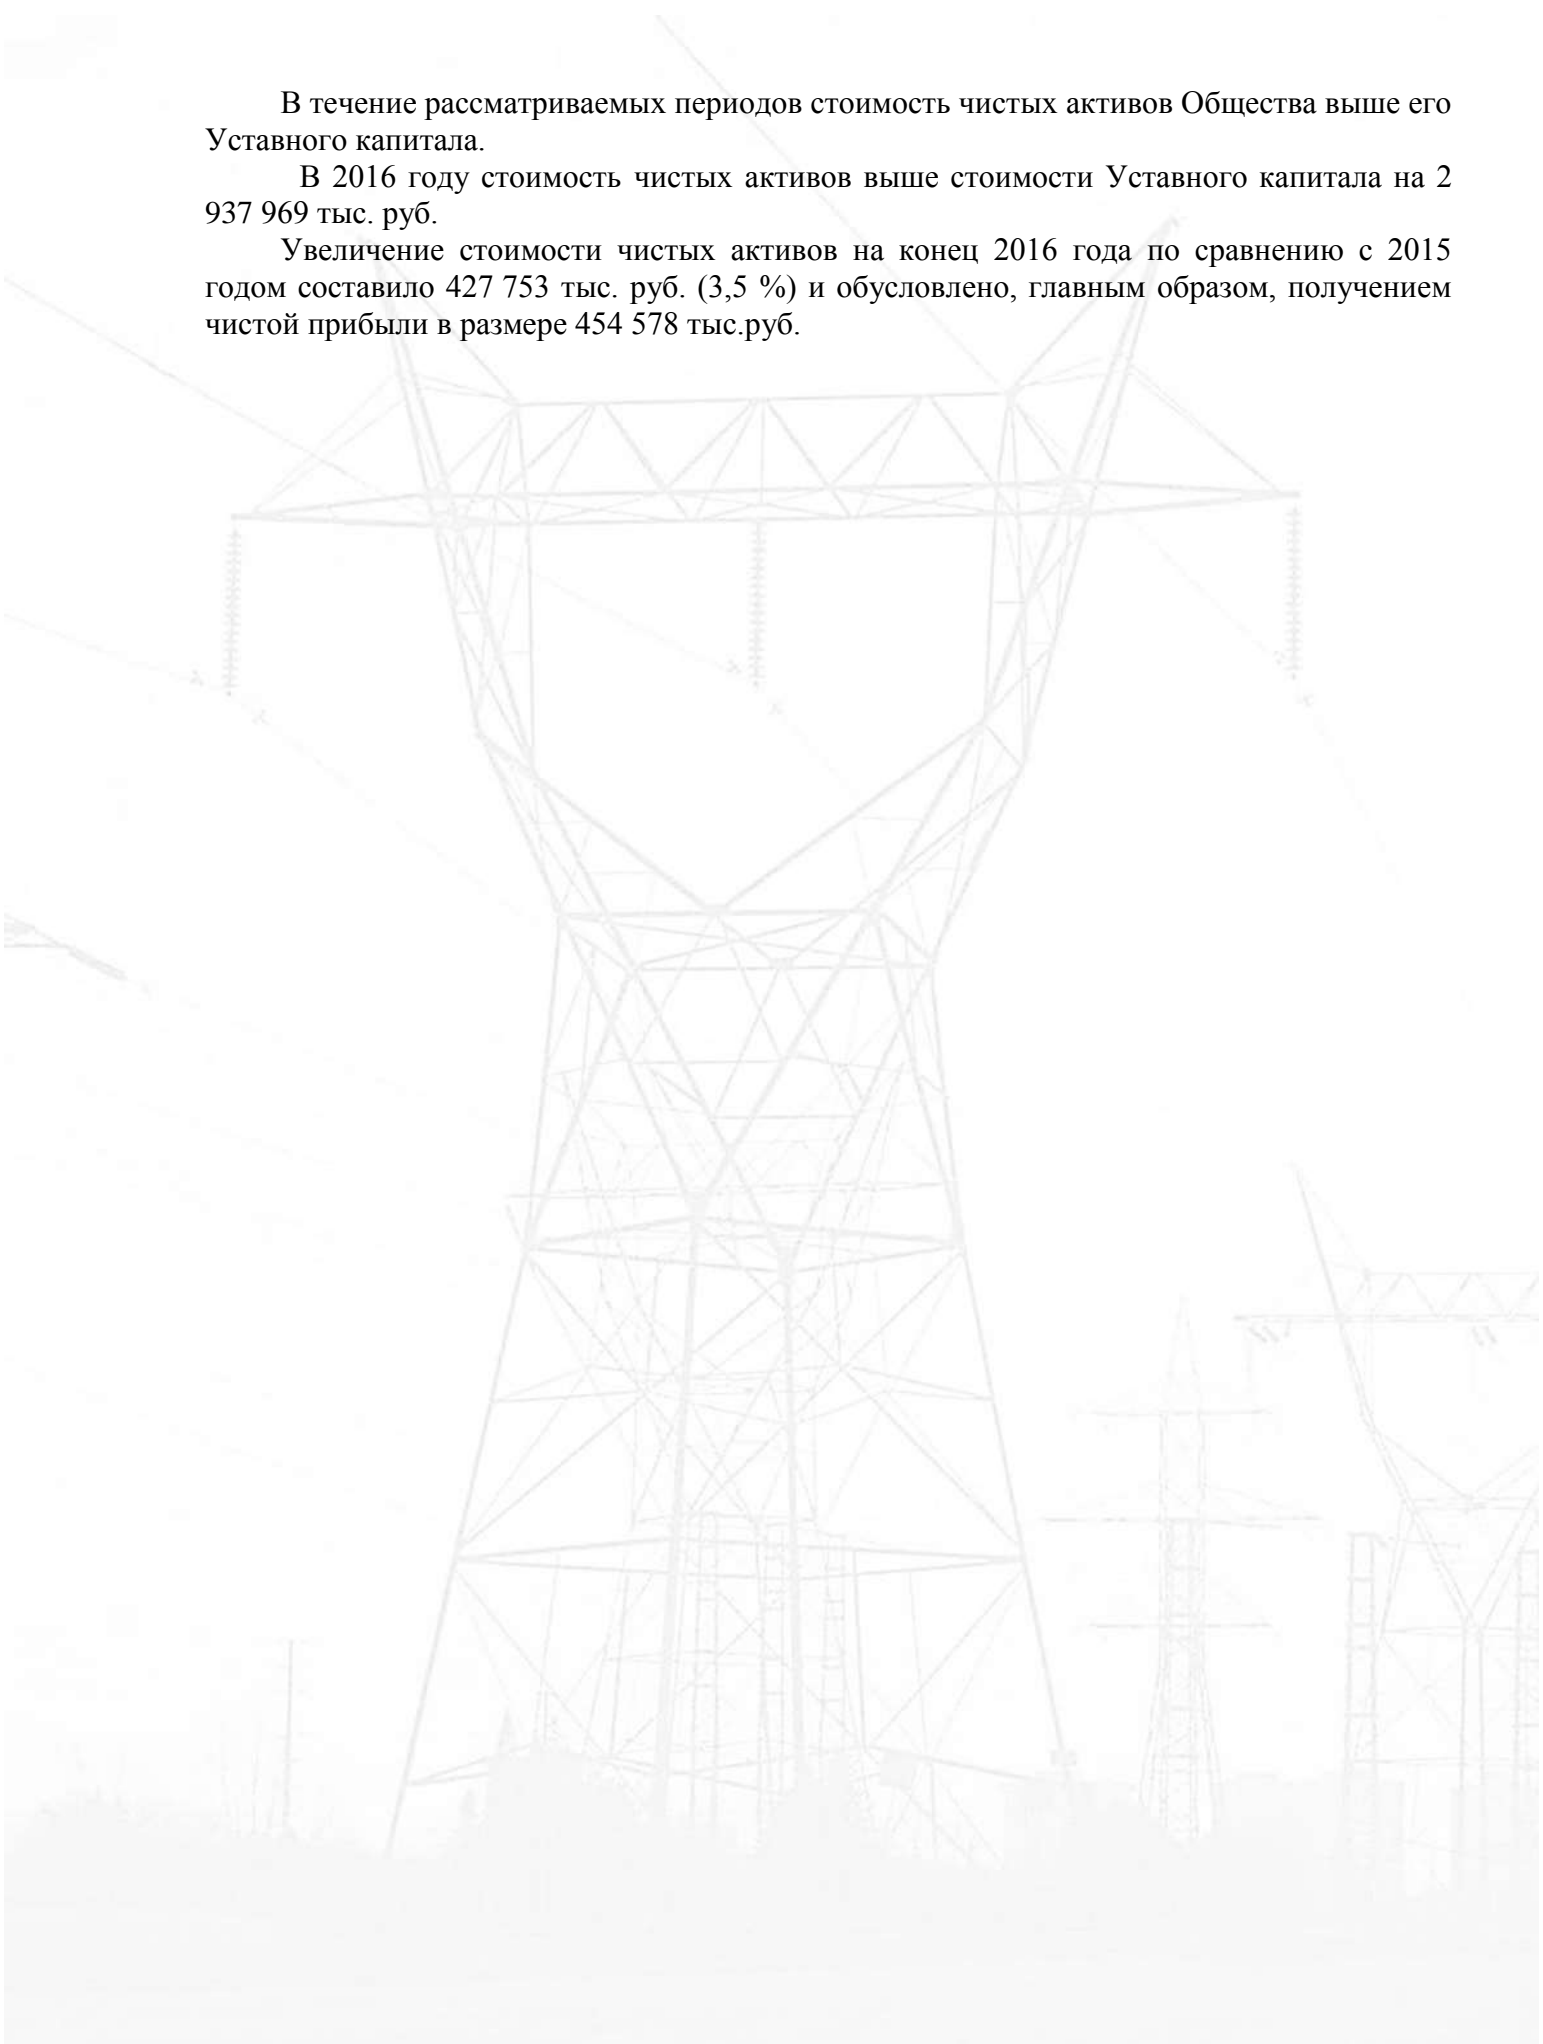 В течение рассматриваемых периодов стоимость чистых активов Общества выше его
Уставного капитала.
В 2016 году стоимость чистых активов выше стоимости Уставного капитала на 2
937 969 тыс. руб.
Увеличение стоимости чистых активов на конец 2016 года по сравнению с 2015
годом составило 427 753 тыс. руб. (3,5 %) и обусловлено, главным образом, получением
чистой прибыли в размере 454 578 тыс.руб.